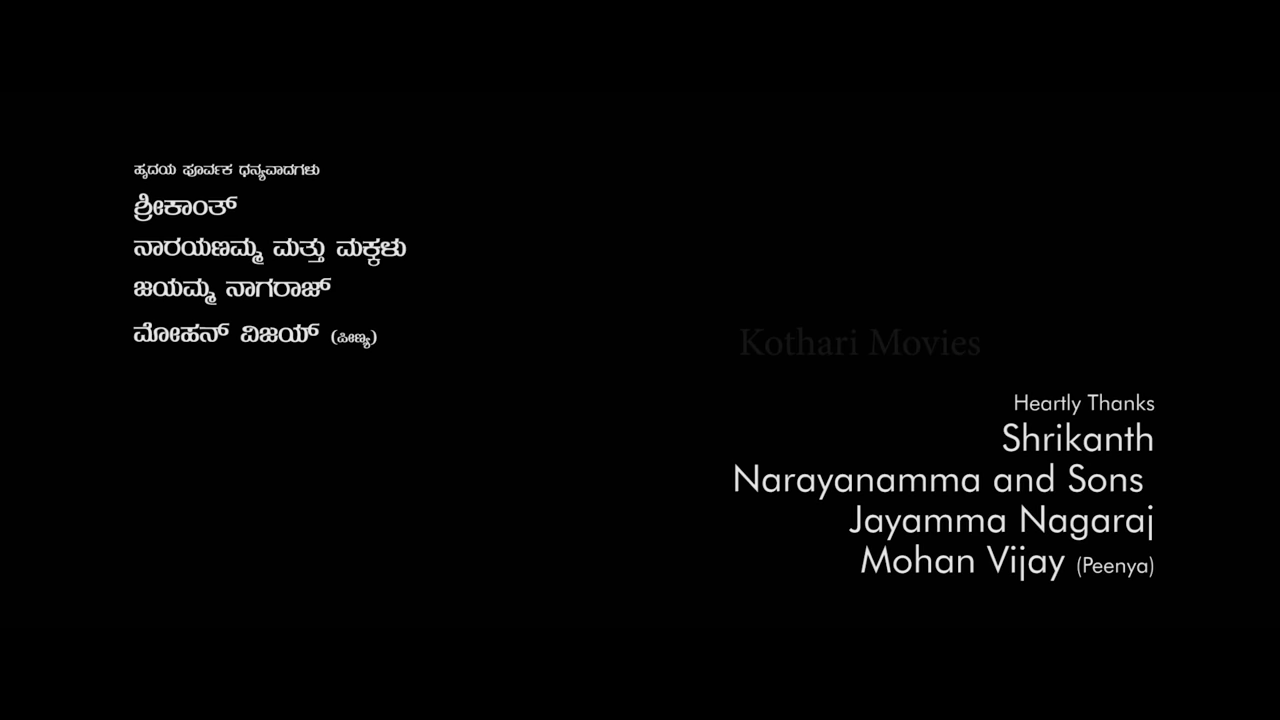 ಹೃದಯ ಪೂರ್ವಕ ಧನ್ಯವಾದಗಳು
ಶ್ರೀಕಾಂತ್
ನಾರಯಣಮ್ಮ ಮತ್ತು ಮಕ್ಕಳು
ಜಯಮ್ಮ ನಾಗರಾಜ್
ಮೋಹನ್ ವಿಜಯ್ (ಪೀಣ್ಯ)
Kothari Movies
Heartly Thanks
Shrikanth
Narayanamma and Sons
Jayamma Nagaraj
Mohan Vijay (Peenya)